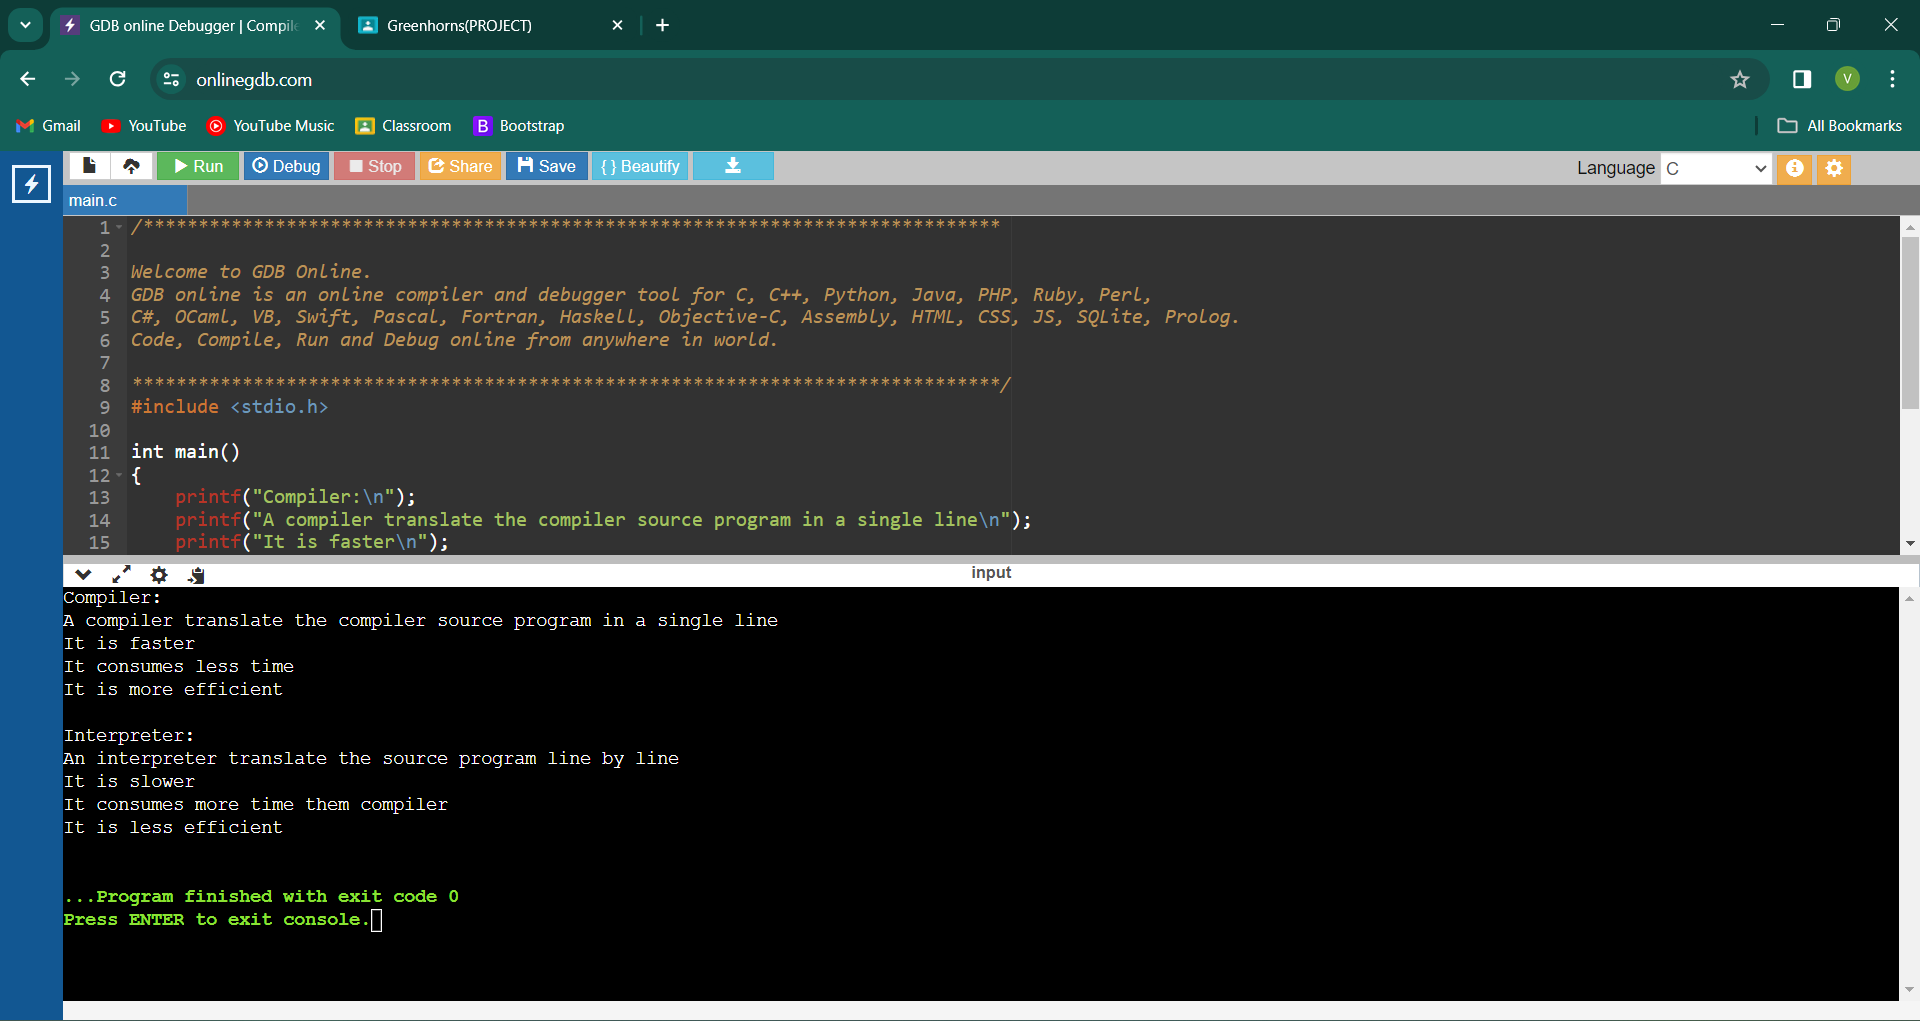 GDB online Debugger | Compile
Greenhorns(PROJECT)
onlinegdb.com
V
Gmail
YouTube
YouTube Music
Classroom
B Bootstrap
All Bookmarks
Run
Debug
Stop
Share
Save
{ } Beautify
Language C
main.c
1 /******************************************************************************
2
3 Welcome to GDB Online.
4 GDB online is an online compiler and debugger tool for C, C++, Python, Java, PHP, Ruby, Perl,
5 C#, OCaml, VB, Swift, Pascal, Fortran, Haskell, Objective-C, Assembly, HTML, CSS, JS, SQLite, Prolog.
6 Code, Compile, Run and Debug online from anywhere in world.
7
8 *******************************************************************************/
9 #include <stdio.h>
10
11 int main()
12 {
13 printf("Compiler:\n");
14 printf("A compiler translate the compiler source program in a single line\n");
15 printf("It is faster\n");
input
Compiler:
A compiler translate the compiler source program in a single line
It is faster
It consumes less time
It is more efficient
Interpreter:
An interpreter translate the source program line by line
It is slower
It consumes more time them compiler
It is less efficient
...Program finished with exit code 0
Press ENTER to exit console.